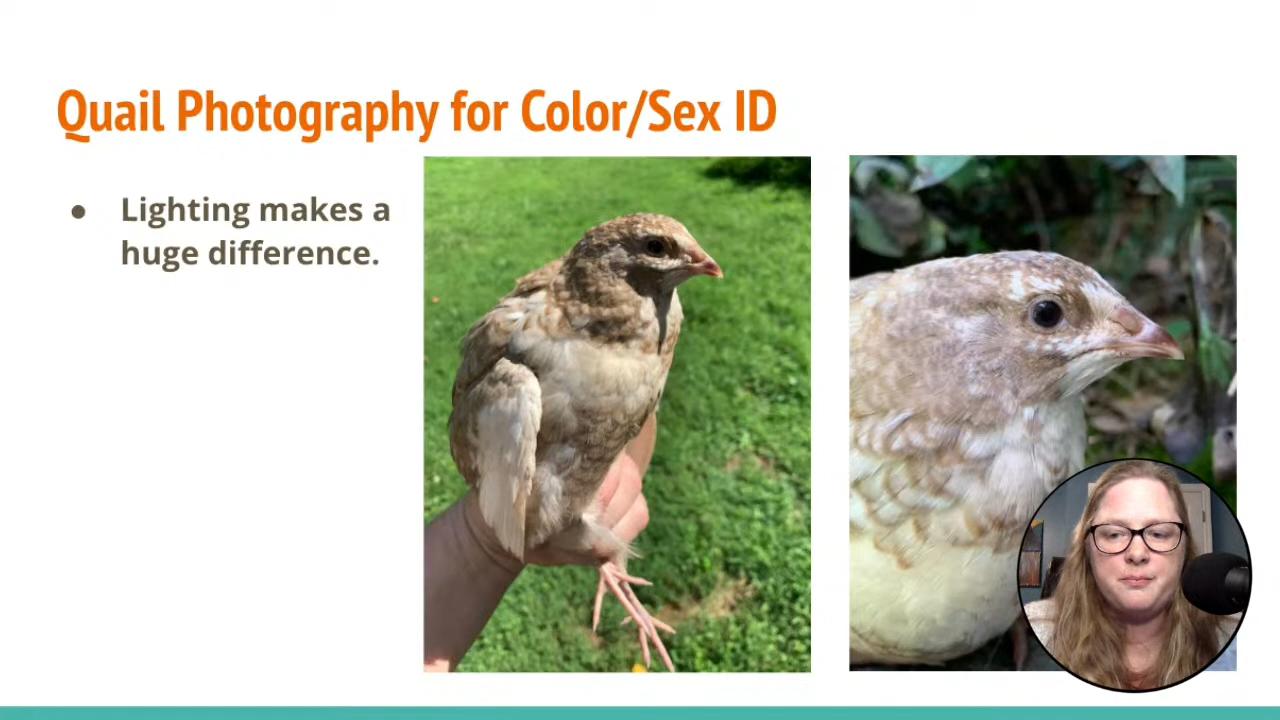 Quail Photography for Color/Sex ID
● Lighting makes a
huge difference.